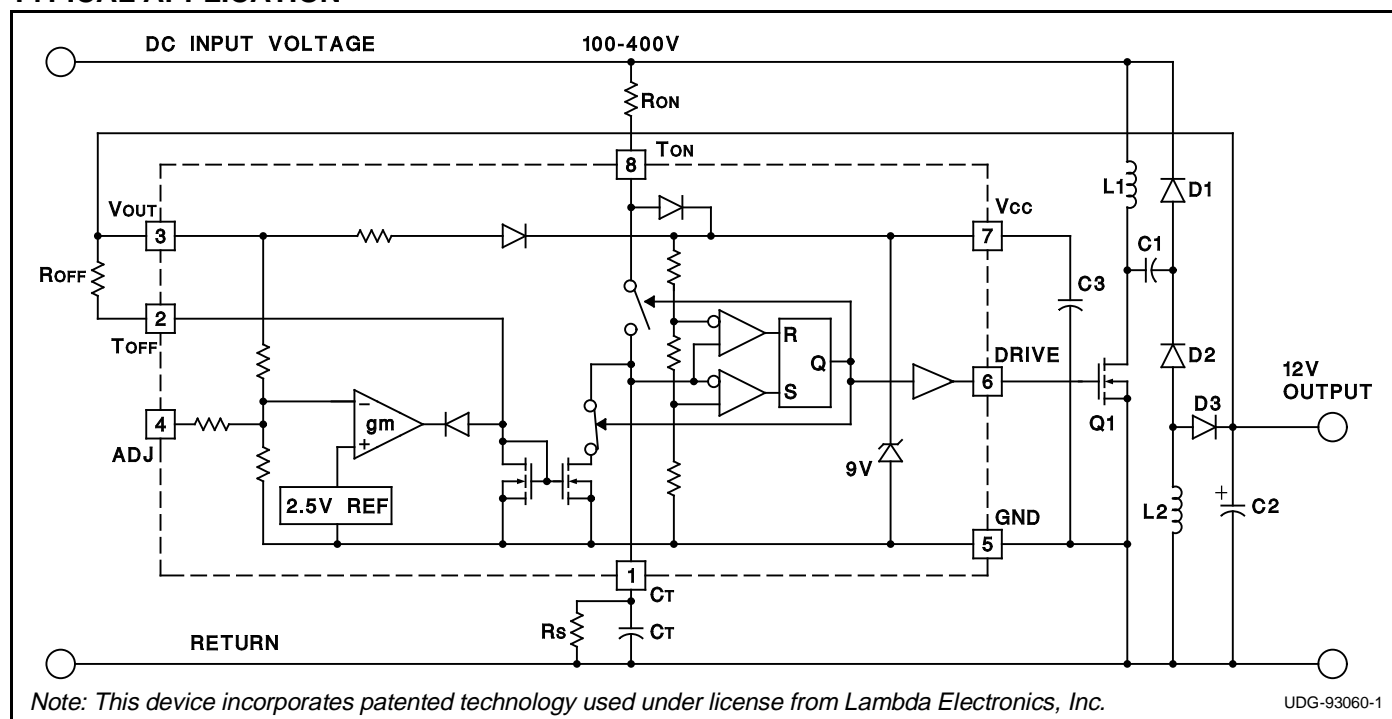 TYPICAL APPLICATION
DC INPUT VOLTAGE 100-400V
RON
TON
8
L1
D1
VOUT
3
VCC
7
C1
ROFF
C3
2
TOFF
R
Q
S
DRIVE
6
D2
12V
OUTPUT
4
ADJ
gm
−
+
Q1
D3
9V
2.5V REF
GND
5
L2
+
C2
1
CT
RS
CT
RETURN
Note: This device incorporates patented technology used under license from Lambda Electronics, Inc.
UDG-93060-1